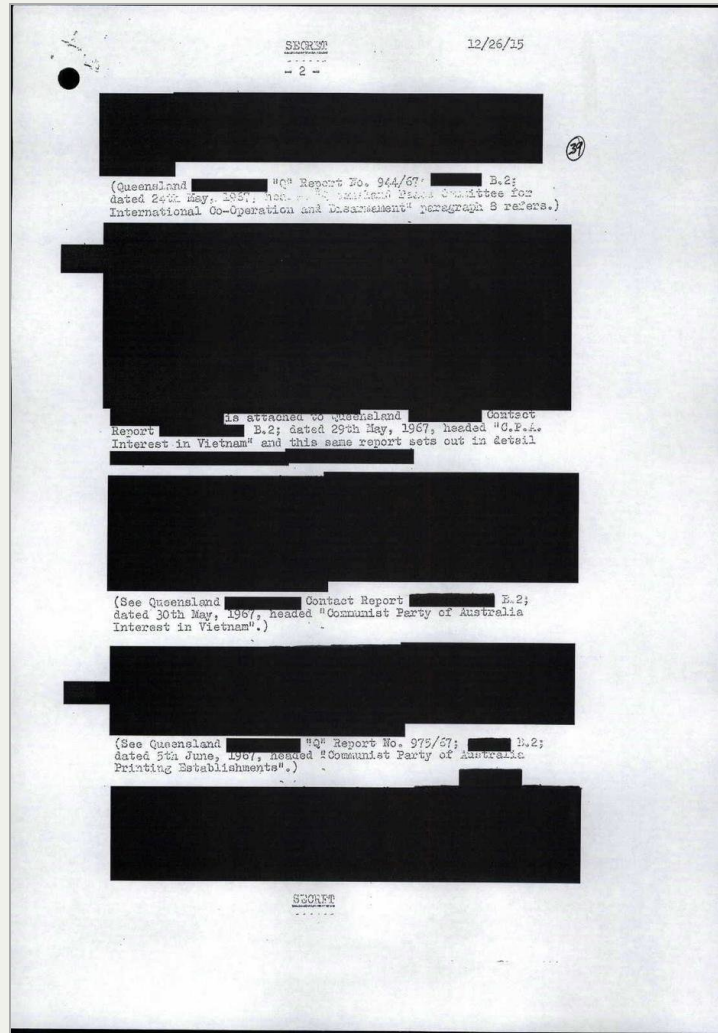 SECRET 12/26/15
- 2 -
39
(Queensland "Q" Report No. 944/67 B.2;
dated 24th May, 1967; Committee for
International Co-Operation and Disarmament" paragraph 8 refers.)
is attached to Queensland Contact
Report B.2; dated 29th May, 1967, headed "C.P.A.
Interest in Vietnam" and this same report sets out in detail
(See Queensland Contact Report B.2;
dated 30th May, 1967, headed "Communist Party of Australia
Interest in Vietnam".)
(See Queensland "Q" Report No. 975/67; B.2;
dated 5th June, 1967, headed "Communist Party of Australia
Printing Establishments".)
SECRET